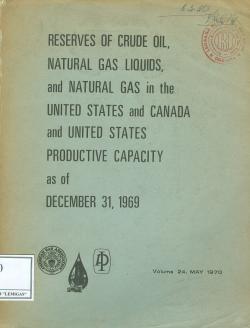 RESERVES OF CRUDE OIL,
NATURAL GAS LIQUIDS,
and NATURAL GAS in the
UNITED STATES and CANADA
and UNITED STATES
PRODUCTIVE CAPACITY
as of
DECEMBER 31, 1969
Volume 24, MAY 1970
"LEMIGAS"